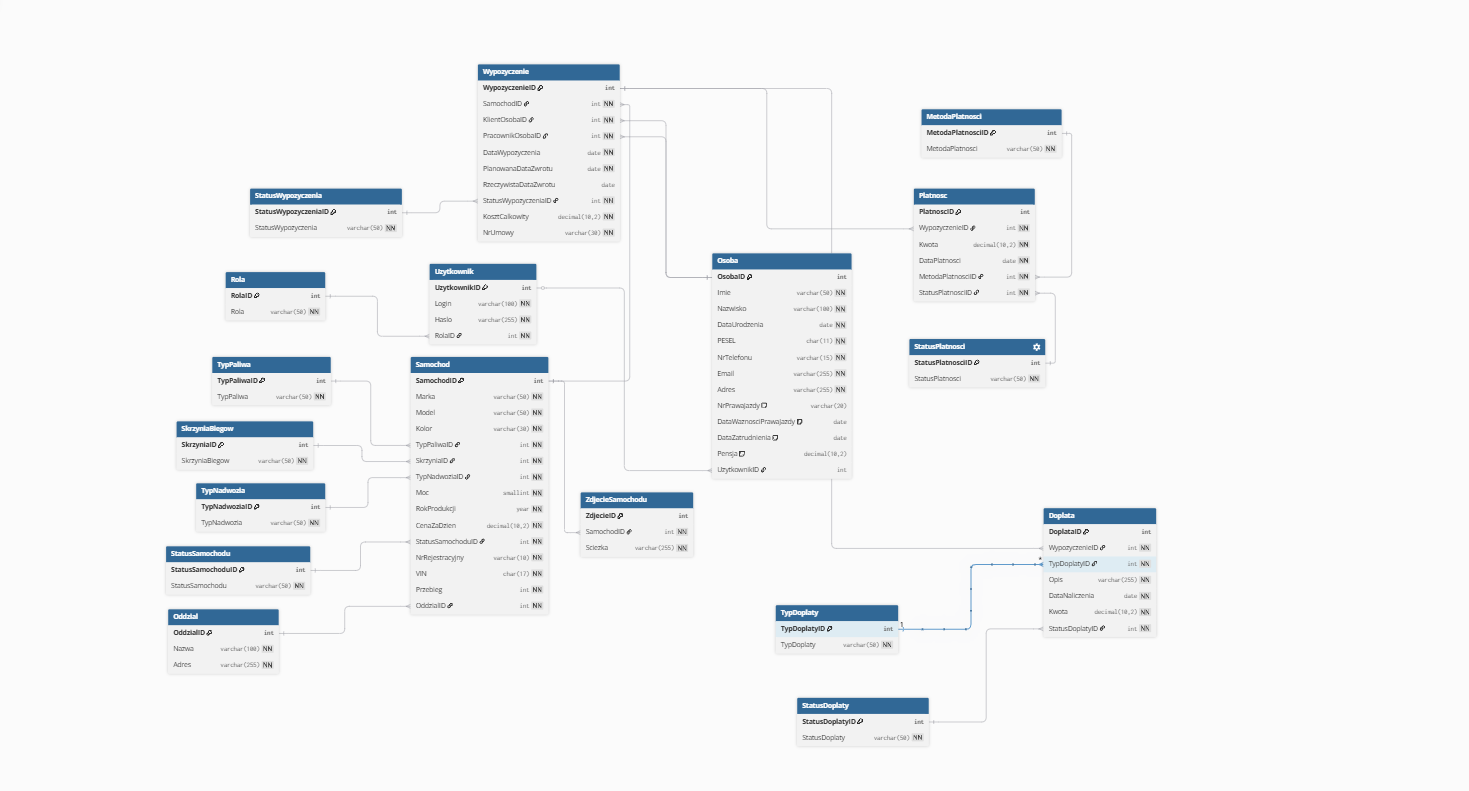 Wypozyczenie
WypozyczenieID int
SamochodID int NN
KlientOsobaID int NN
PracownikOsobaID int NN
DataWypozyczenia date NN
PlanowanaDataZwrotu date NN
RzeczywistaDataZwrotu date
StatusWypozyczeniaID int NN
KosztCalkowity decimal(10,2) NN
NrUmowy varchar(30) NN
MetodaPlatnosci
MetodaPlatnosciID int
MetodaPlatnosci varchar(50) NN
StatusWypozyczenia
StatusWypozyczeniaID int
StatusWypozyczenia varchar(50) NN
Platnosc
PlatnoscID int
WypozyczenieID int NN
Kwota decimal(10,2) NN
DataPlatnosci date NN
MetodaPlatnosciID int NN
StatusPlatnosciID int NN
Rola
RolaID int
Rola varchar(50) NN
Uzytkownik
UzytkownikID int
Login varchar(100) NN
Haslo varchar(255) NN
RolaID int NN
Osoba
OsobaID int
Imie varchar(50) NN
Nazwisko varchar(100) NN
DataUrodzenia date NN
PESEL char(11) NN
NrTelefonu varchar(15) NN
Email varchar(255) NN
Adres varchar(255) NN
NrPrawaJazdy varchar(20)
DataWaznosciPrawaJazdy date
DataZatrudnienia date
Pensja decimal(10,2)
UzytkownikID int
StatusPlatnosci
StatusPlatnosciID int
StatusPlatnosci varchar(50) NN
TypPaliwa
TypPaliwaID int
TypPaliwa varchar(50) NN
Samochod
SamochodID int
Marka varchar(50) NN
Model varchar(50) NN
Kolor varchar(30) NN
TypPaliwaID int NN
SkrzyniaID int NN
TypNadwoziaID int NN
Moc smallint NN
RokProdukcji year NN
CenaZaDzien decimal(10,2) NN
StatusSamochoduID int NN
NrRejestracyjny varchar(10) NN
VIN char(17) NN
Przebieg int NN
OddzialID int NN
SkrzyniaBiegow
SkrzyniaID int
SkrzyniaBiegow varchar(50) NN
TypNadwozia
TypNadwoziaID int
TypNadwozia varchar(50) NN
ZdjecieSamochodu
ZdjecieID int
SamochodID int NN
Sciezka varchar(255) NN
StatusSamochodu
StatusSamochoduID int
StatusSamochodu varchar(50) NN
Doplata
DoplataID int
WypozyczenieID int NN
* TypDoplatyID int NN
Opis varchar(255) NN
DataNaliczenia date NN
Kwota decimal(10,2) NN
StatusDoplatyID int NN
Oddzial
OddzialID int
Nazwa varchar(100) NN
Adres varchar(255) NN
TypDoplaty
TypDoplatyID int 1
TypDoplaty varchar(50) NN
StatusDoplaty
StatusDoplatyID int
StatusDoplaty varchar(50) NN